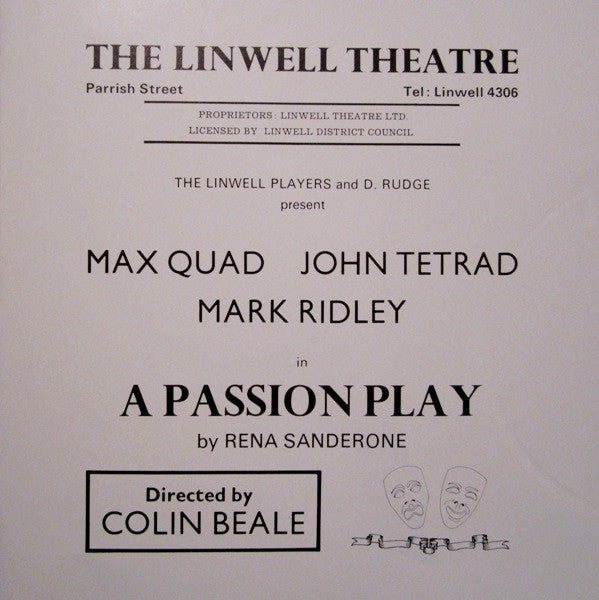 THE LINWELL THEATRE
Parrish Street Tel: Linwell 4306
PROPRIETORS: LINWELL THEATRE LTD.
LICENSED BY LINWELL DISTRICT COUNCIL
THE LINWELL PLAYERS and D. RUDGE
present
MAX QUAD JOHN TETRAD
MARK RIDLEY
in
A PASSION PLAY
by RENA SANDERONE
Directed by
COLIN BEALE